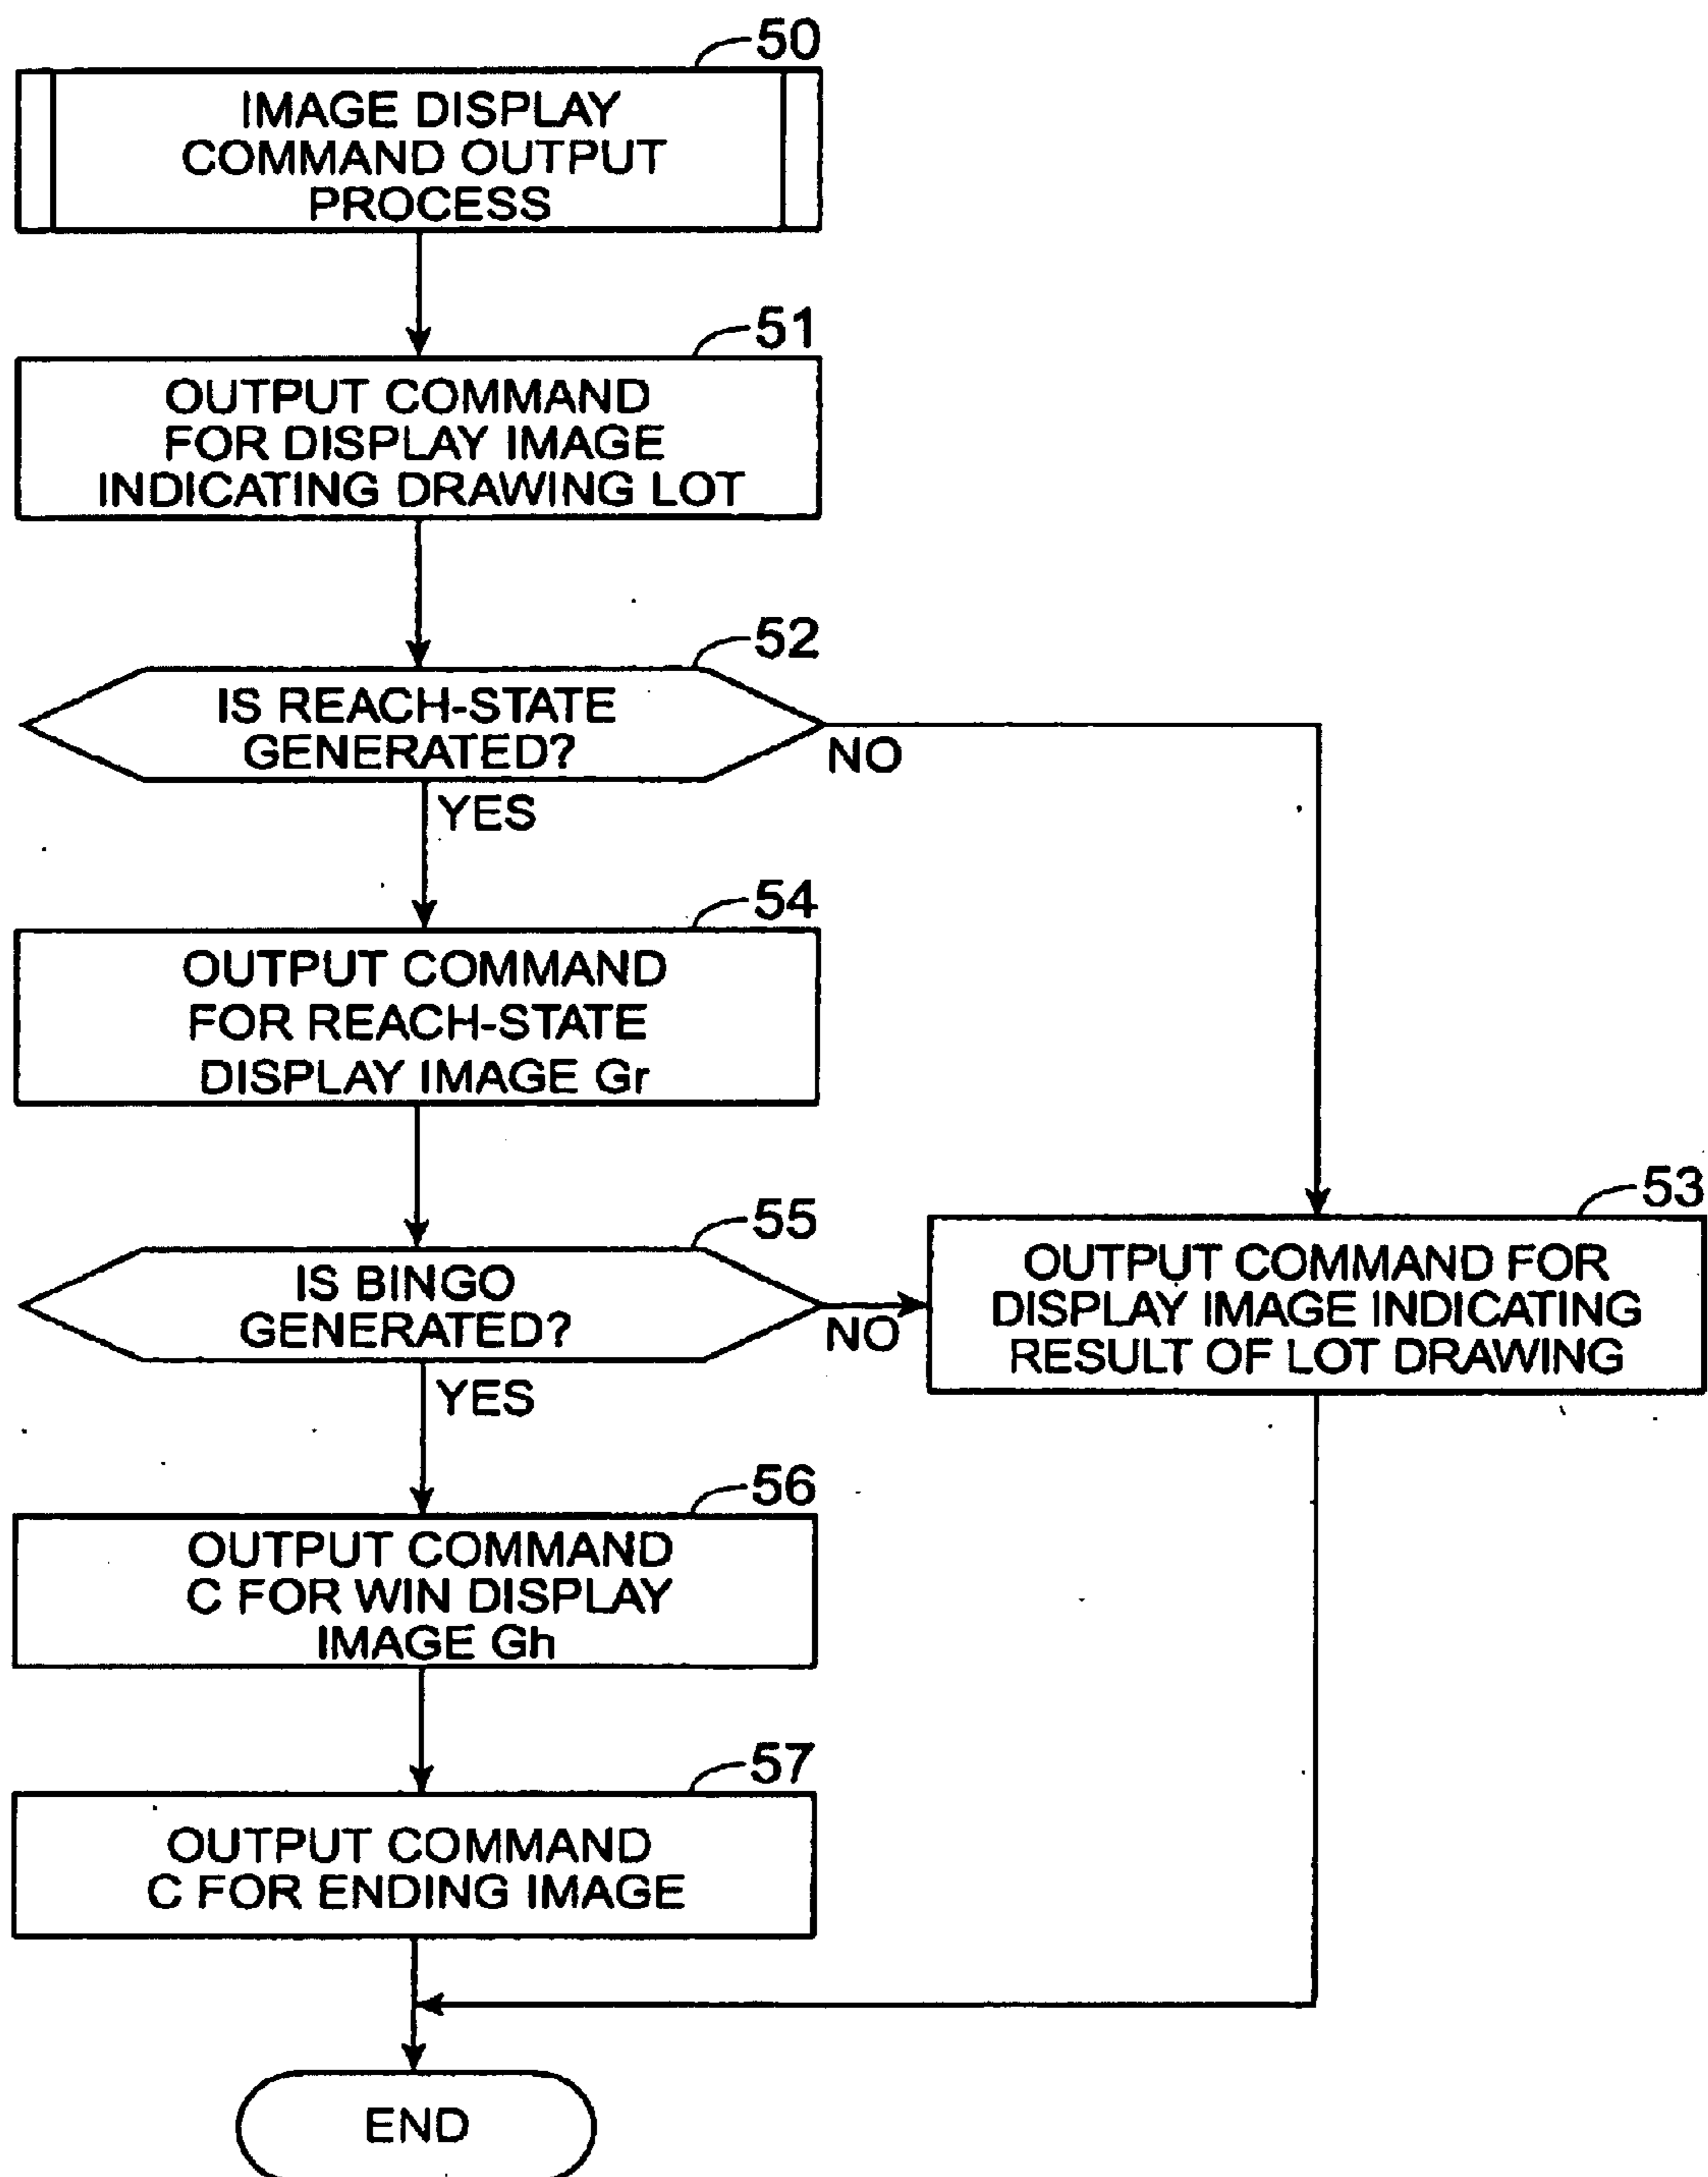 50
IMAGE DISPLAY
COMMAND OUTPUT
PROCESS
51
OUTPUT COMMAND
FOR DISPLAY IMAGE
INDICATING DRAWING LOT
52
IS REACH-STATE
GENERATED?
NO
YES
54
OUTPUT COMMAND
FOR REACH-STATE
DISPLAY IMAGE Gr
55
IS BINGO
GENERATED?
NO
YES
53
OUTPUT COMMAND FOR
DISPLAY IMAGE INDICATING
RESULT OF LOT DRAWING
56
OUTPUT COMMAND
C FOR WIN DISPLAY
IMAGE Gh
57
OUTPUT COMMAND
C FOR ENDING IMAGE
END